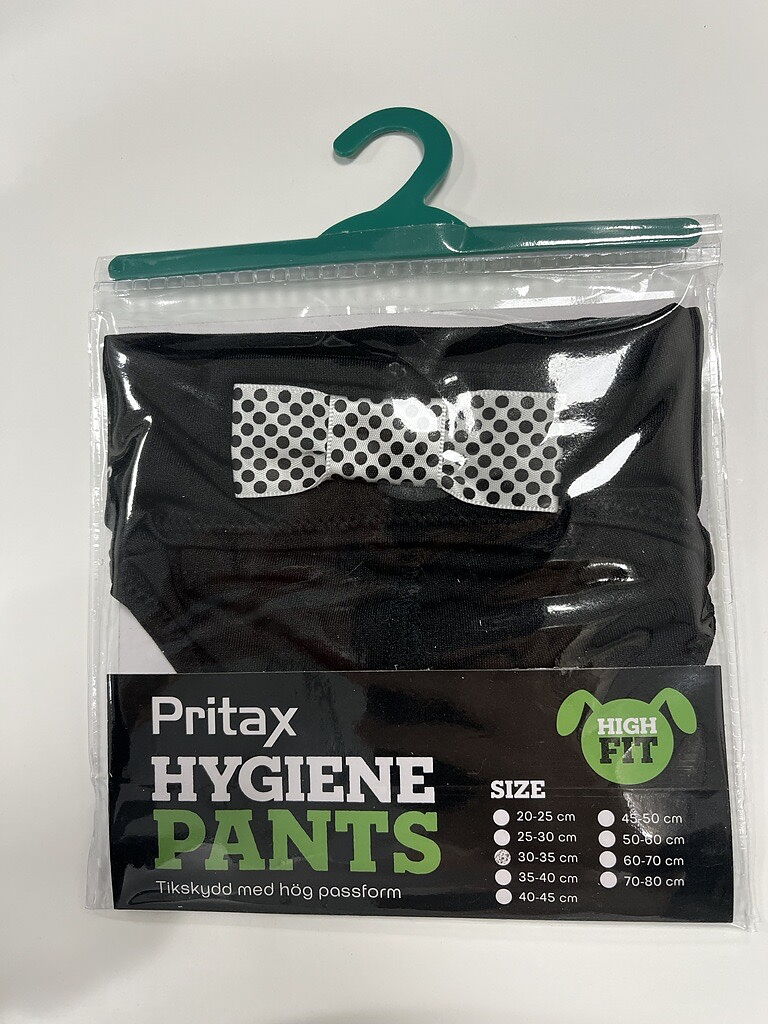 Pritax
HYGIENE
PANTS
Tikskydd med hög passform
HIGH
FIT
SIZE
20-25 cm
25-30 cm
30-35 cm
35-40 cm
40-45 cm
45-50 cm
50-60 cm
60-70 cm
70-80 cm